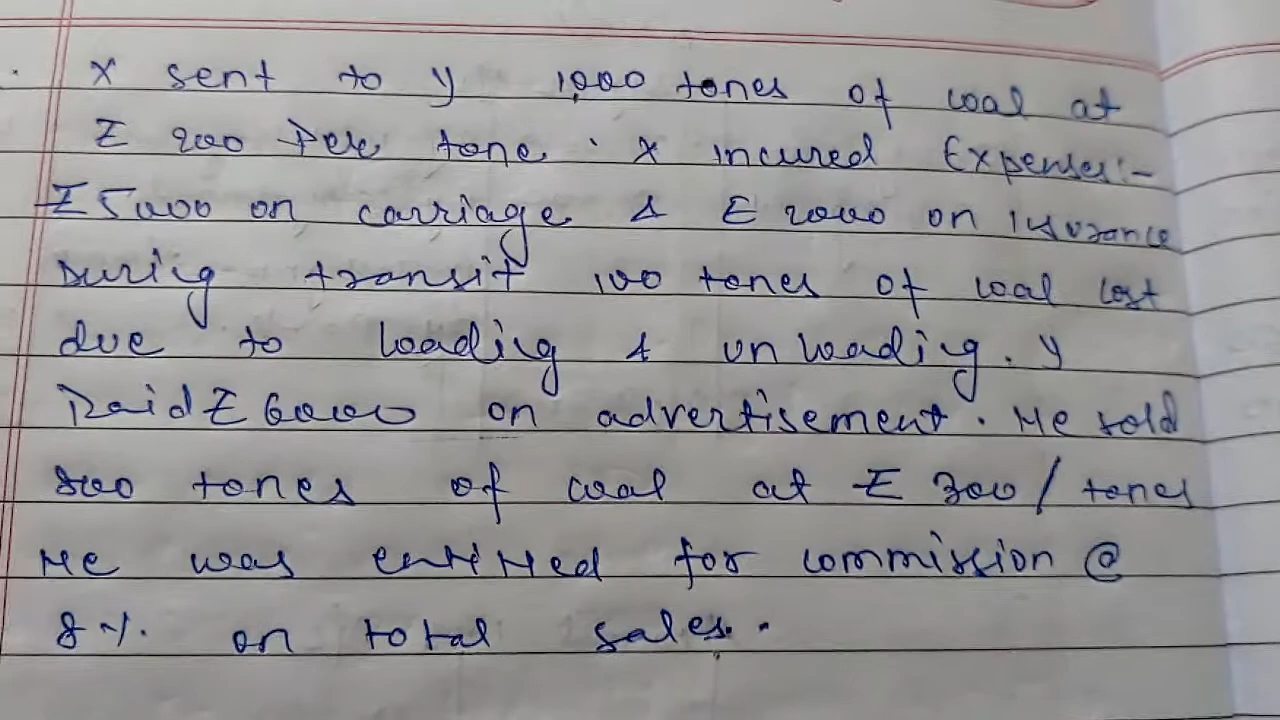 X sent to y 1000 tones of coal at
₹ 200 Per tone. X incured Expenses:-
₹ 5000 on carriage & ₹ 2000 on insurance
During transit 100 tones of coal lost
due to loading & unloading. y
Paid ₹ 6000 on advertisement. He sold
800 tones of coal at ₹ 300/tones
He was entitled for commission @
8%. on total sales.